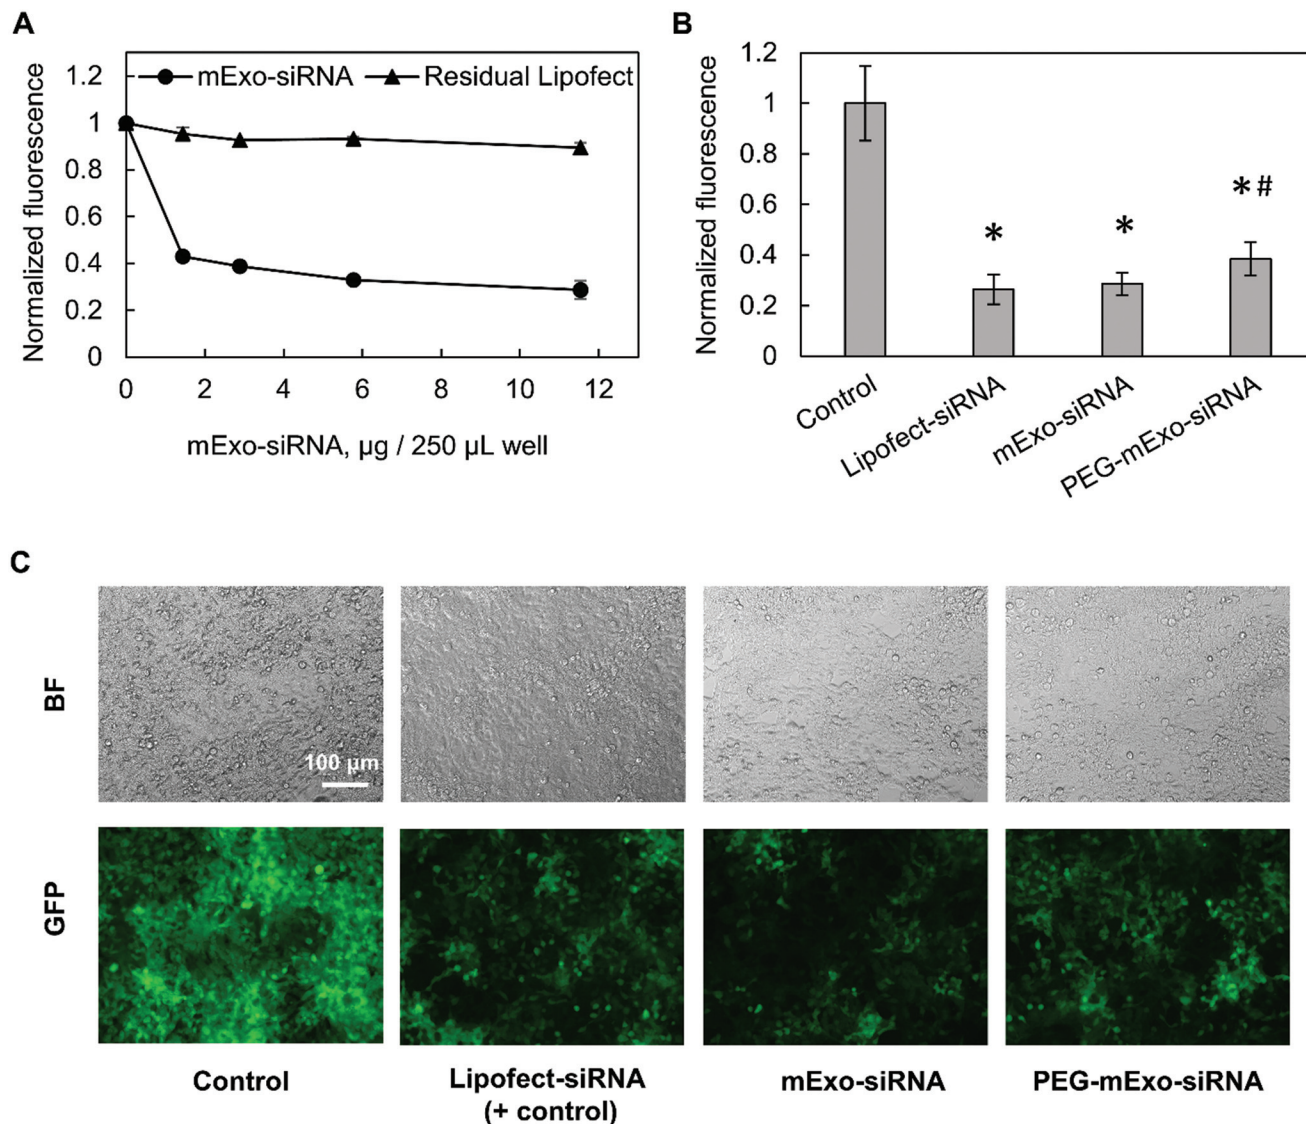 A
Normalized fluorescence
1.2
1
0.8
0.6
0.4
0.2
0
mExo-siRNA
Residual Lipofect
0 2 4 6 8 10 12
mExo-siRNA, µg / 250 µL well
B
Normalized fluorescence
1.2
1
0.8
0.6
0.4
0.2
0
*
*
* #
Control
Lipofect-siRNA
mExo-siRNA
PEG-mExo-siRNA
C
BF
100 µm
GFP
Control
Lipofect-siRNA
(+ control)
mExo-siRNA
PEG-mExo-siRNA